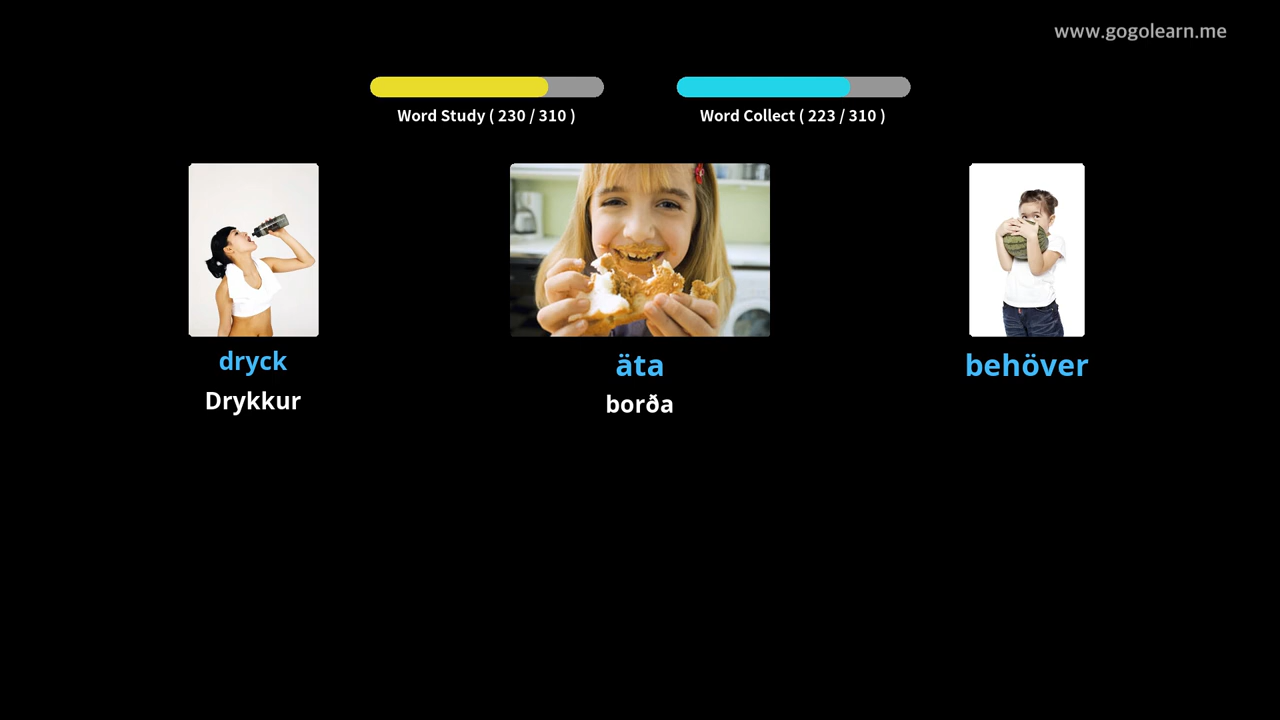 www.gogolearn.me
Word Study ( 230 / 310 )
Word Collect ( 223 / 310 )
dryck
Drykkur
äta
borða
behöver